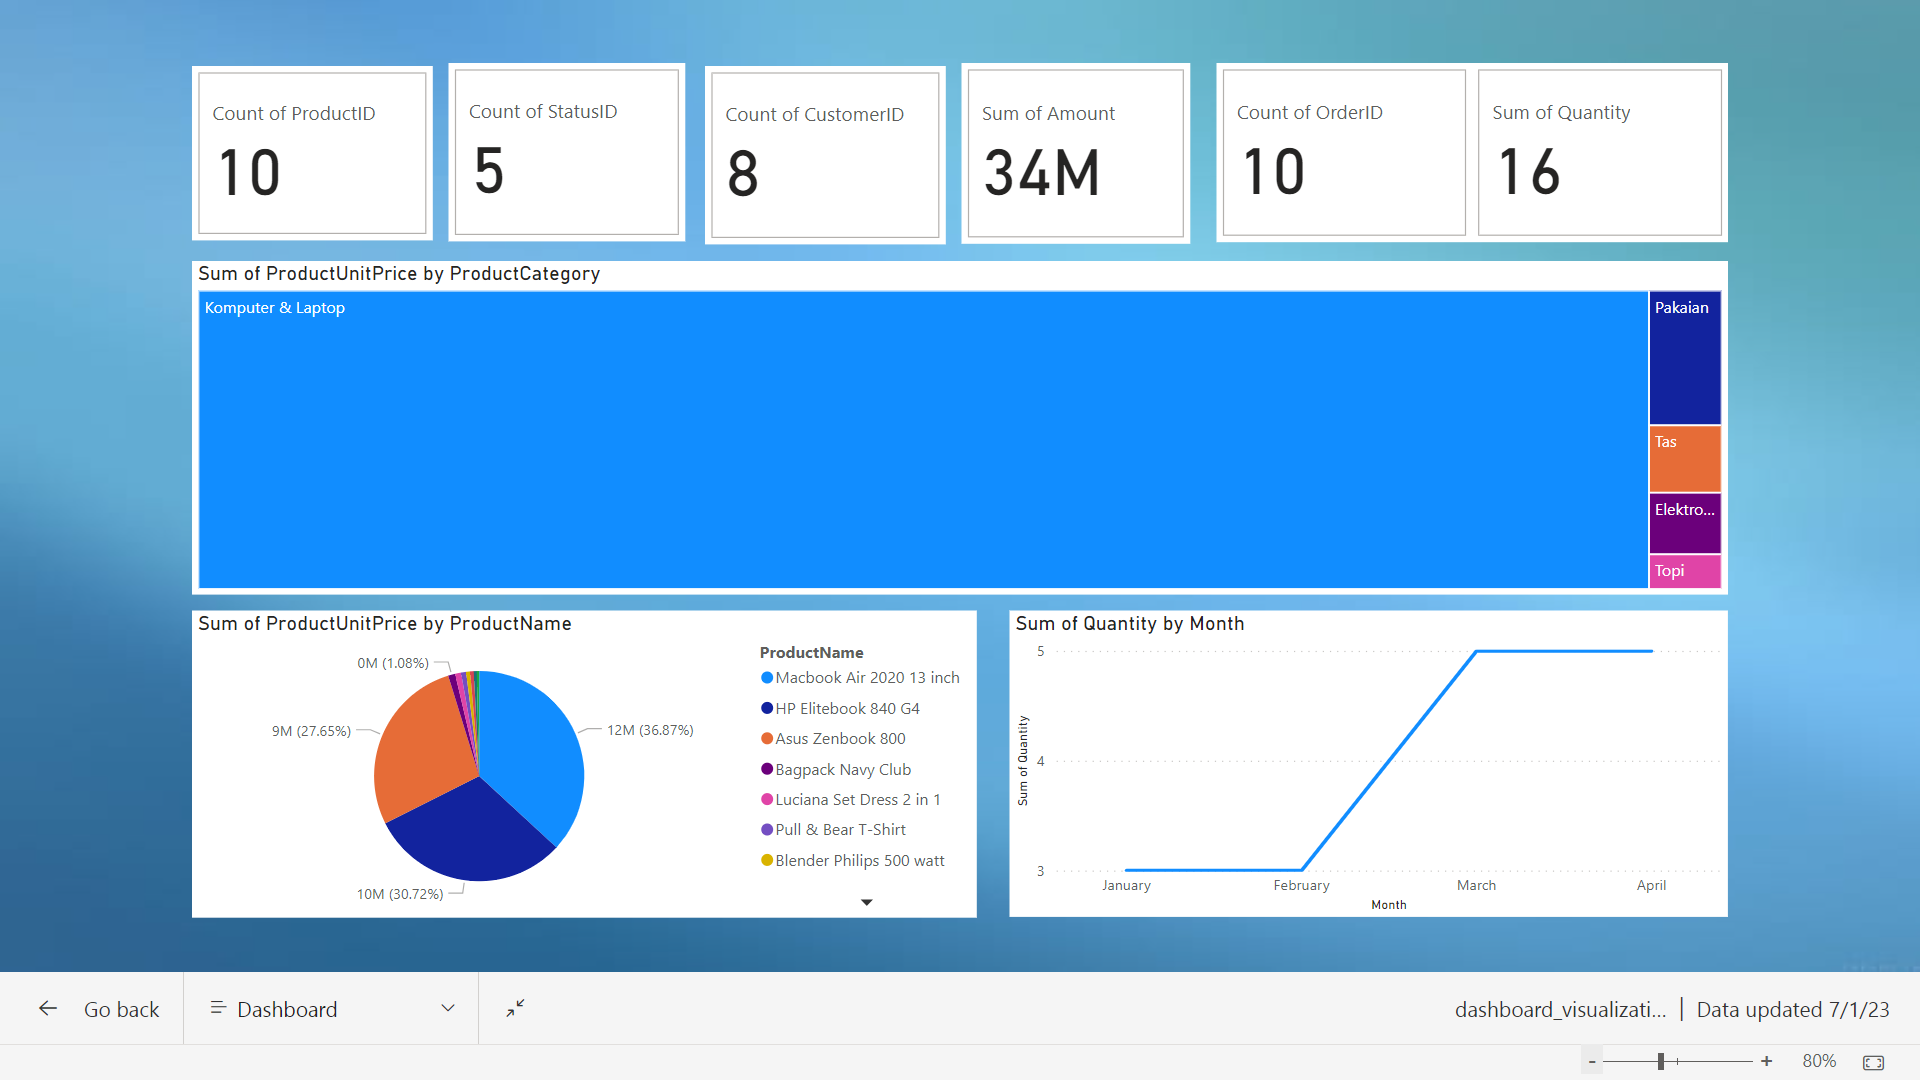 Count of ProductID
10
Count of StatusID
5
Count of CustomerID
8
Sum of Amount
34M
Count of OrderID
10
Sum of Quantity
16
Sum of ProductUnitPrice by ProductCategory
Komputer & Laptop
Pakaian
Tas
Elektro...
Topi
Sum of ProductUnitPrice by ProductName
0M (1.08%)
9M (27.65%)
12M (36.87%)
10M (30.72%)
ProductName
Macbook Air 2020 13 inch
HP Elitebook 840 G4
Asus Zenbook 800
Bagpack Navy Club
Luciana Set Dress 2 in 1
Pull & Bear T-Shirt
Blender Philips 500 watt
Sum of Quantity by Month
Sum of Quantity
5
4
3
January
February
March
April
Month
Go back
Dashboard
dashboard_visualizati... | Data updated 7/1/23
- + 80%